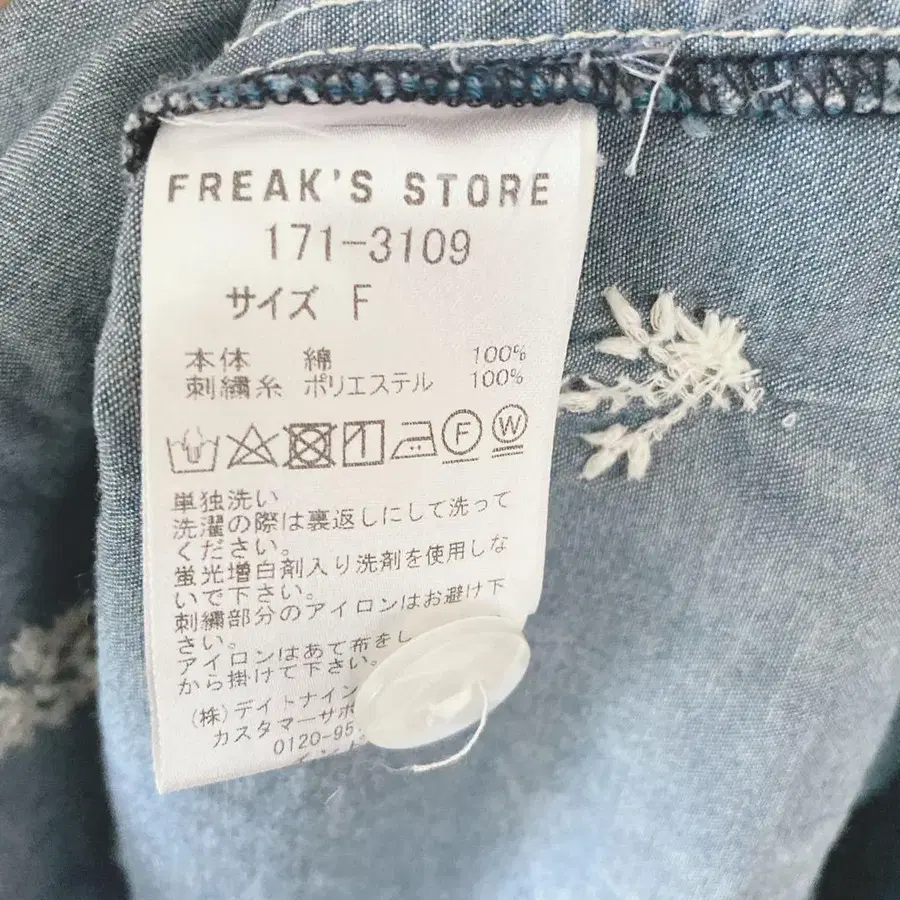 FREAK'S STORE
171-3109
サイズ F
本体 綿 100%
刺繍糸 ポリエステル 100%
F W
単独洗い
洗濯の際は裏返しにして洗って
ください。
蛍光増白剤入り洗剤を使用しな
いで下さい。
刺繍部分のアイロンはお避け下
さい。
アイロンはあて布をし
から掛けて下さい。
(株)デイトナイン
カスタマーサポ
0120-95